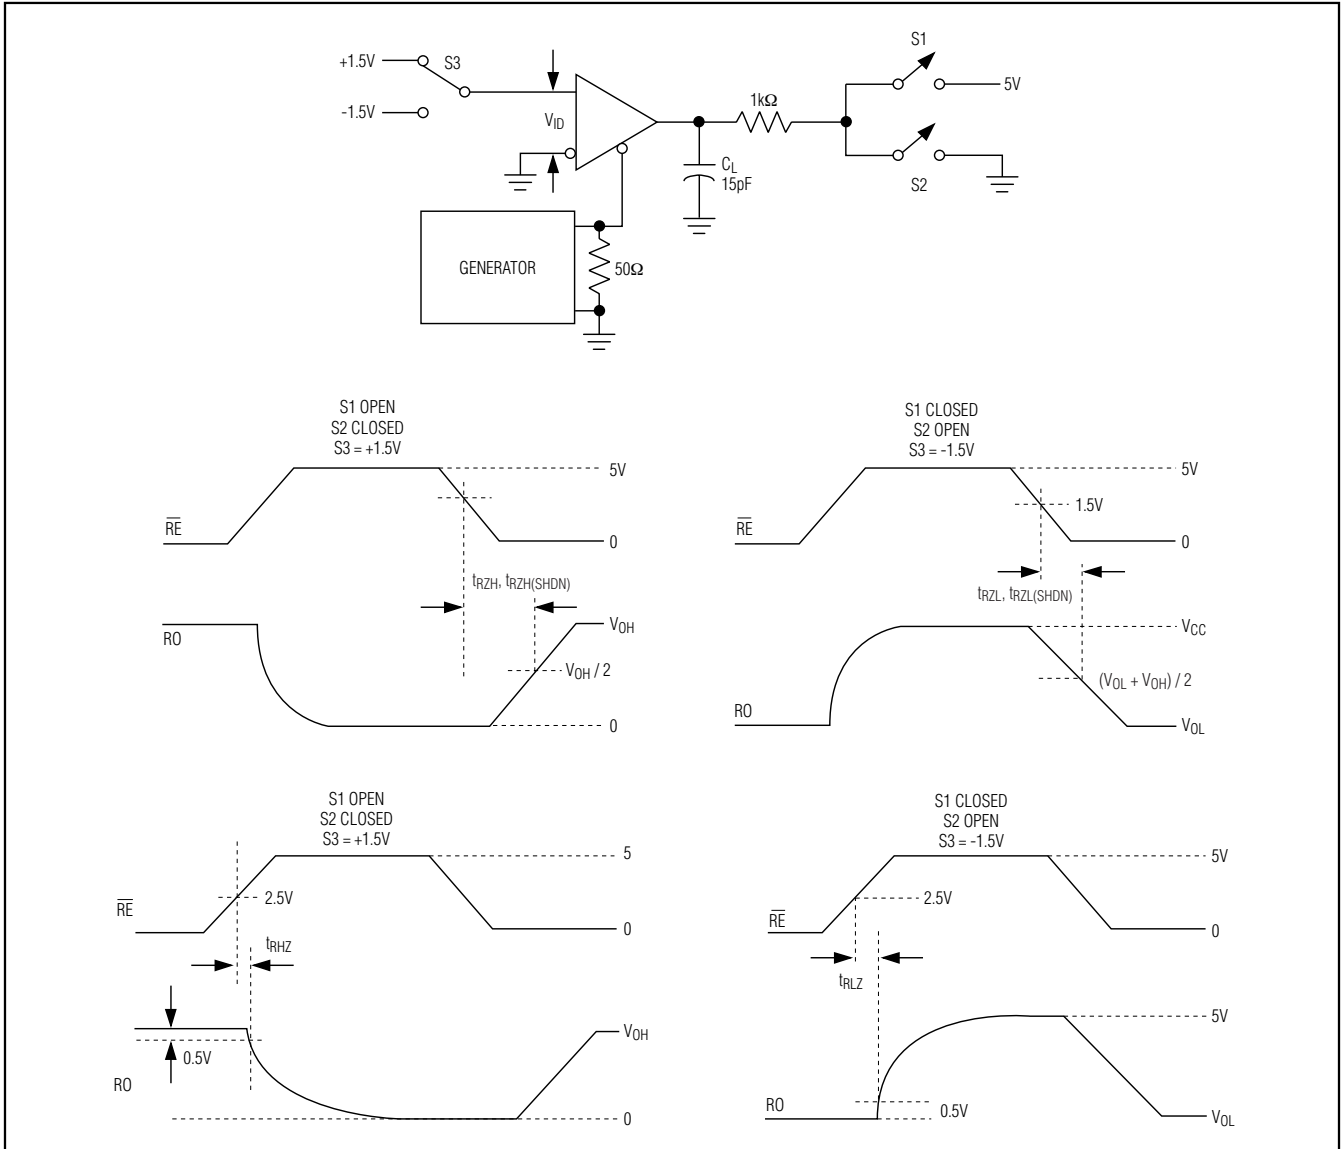 +1.5V
S3
-1.5V
V_ID
S1
5V
1kΩ
C_L
15pF
S2
GENERATOR
50Ω
S1 OPEN
S2 CLOSED
S3 = +1.5V
5V
R̅E̅
0
t_RZH, t_RZH(SHDN)
RO
V_OH
V_OH / 2
0
S1 CLOSED
S2 OPEN
S3 = -1.5V
5V
1.5V
R̅E̅
0
t_RZL, t_RZL(SHDN)
V_CC
(V_OL + V_OH) / 2
RO
V_OL
S1 OPEN
S2 CLOSED
S3 = +1.5V
5
2.5V
R̅E̅
0
t_RHZ
V_OH
0.5V
RO
0
S1 CLOSED
S2 OPEN
S3 = -1.5V
5V
2.5V
R̅E̅
0
t_RLZ
5V
RO
0.5V
V_OL